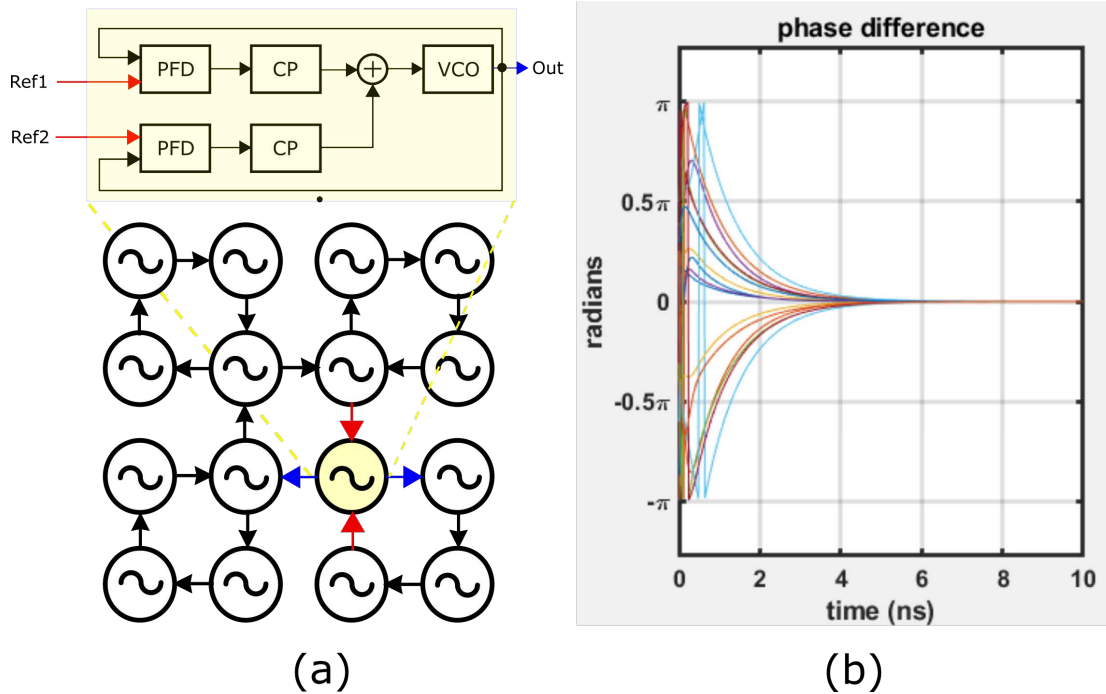 PFD
CP
+
VCO
Out
Ref1
Ref2
PFD
CP
(a)
phase difference
π
0.5π
0
-0.5π
-π
radians
0 2 4 6 8 10
time (ns)
(b)